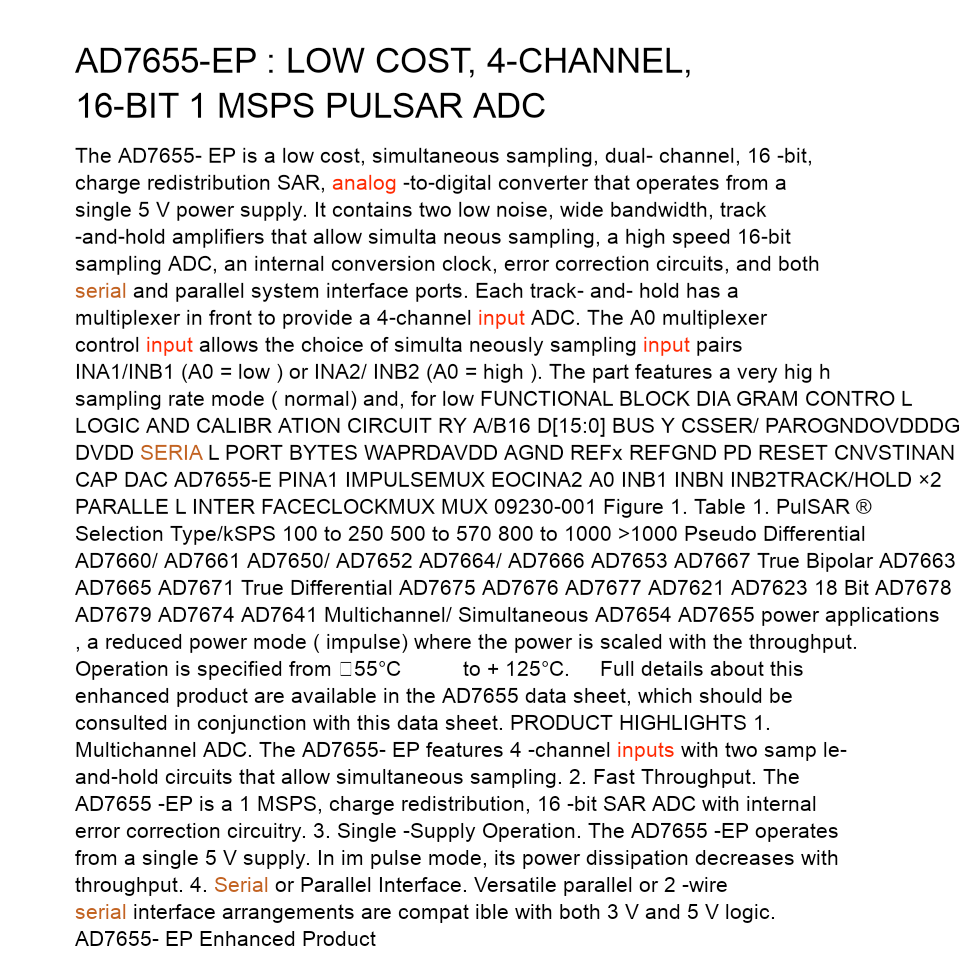 AD7655-EP : LOW COST, 4-CHANNEL,
16-BIT 1 MSPS PULSAR ADC
The AD7655- EP is a low cost, simultaneous sampling, dual- channel, 16 -bit,
charge redistribution SAR, analog -to-digital converter that operates from a
single 5 V power supply. It contains two low noise, wide bandwidth, track
-and-hold amplifiers that allow simulta neous sampling, a high speed 16-bit
sampling ADC, an internal conversion clock, error correction circuits, and both
serial and parallel system interface ports. Each track- and- hold has a
multiplexer in front to provide a 4-channel input ADC. The A0 multiplexer
control input allows the choice of simulta neously sampling input pairs
INA1/INB1 (A0 = low ) or INA2/ INB2 (A0 = high ). The part features a very hig h
sampling rate mode ( normal) and, for low FUNCTIONAL BLOCK DIA GRAM CONTRO L
LOGIC AND CALIBR ATION CIRCUIT RY A/B16 D[15:0] BUS Y CSSER/ PAROGNDOVDDDG
DVDD SERIA L PORT BYTES WAPRDAVDD AGND REFx REFGND PD RESET CNVSTINAN
CAP DAC AD7655-E PINA1 IMPULSEMUX EOCINA2 A0 INB1 INBN INB2TRACK/HOLD ×2
PARALLE L INTER FACECLOCKMUX MUX 09230-001 Figure 1. Table 1. PulSAR ®
Selection Type/kSPS 100 to 250 500 to 570 800 to 1000 >1000 Pseudo Differential
AD7660/ AD7661 AD7650/ AD7652 AD7664/ AD7666 AD7653 AD7667 True Bipolar AD7663
AD7665 AD7671 True Differential AD7675 AD7676 AD7677 AD7621 AD7623 18 Bit AD7678
AD7679 AD7674 AD7641 Multichannel/ Simultaneous AD7654 AD7655 power applications
, a reduced power mode ( impulse) where the power is scaled with the throughput.
Operation is specified from 55°C to + 125°C. Full details about this
enhanced product are available in the AD7655 data sheet, which should be
consulted in conjunction with this data sheet. PRODUCT HIGHLIGHTS 1.
Multichannel ADC. The AD7655- EP features 4 -channel inputs with two samp le-
and-hold circuits that allow simultaneous sampling. 2. Fast Throughput. The
AD7655 -EP is a 1 MSPS, charge redistribution, 16 -bit SAR ADC with internal
error correction circuitry. 3. Single -Supply Operation. The AD7655 -EP operates
from a single 5 V supply. In im pulse mode, its power dissipation decreases with
throughput. 4. Serial or Parallel Interface. Versatile parallel or 2 -wire
serial interface arrangements are compat ible with both 3 V and 5 V logic.
AD7655- EP Enhanced Product